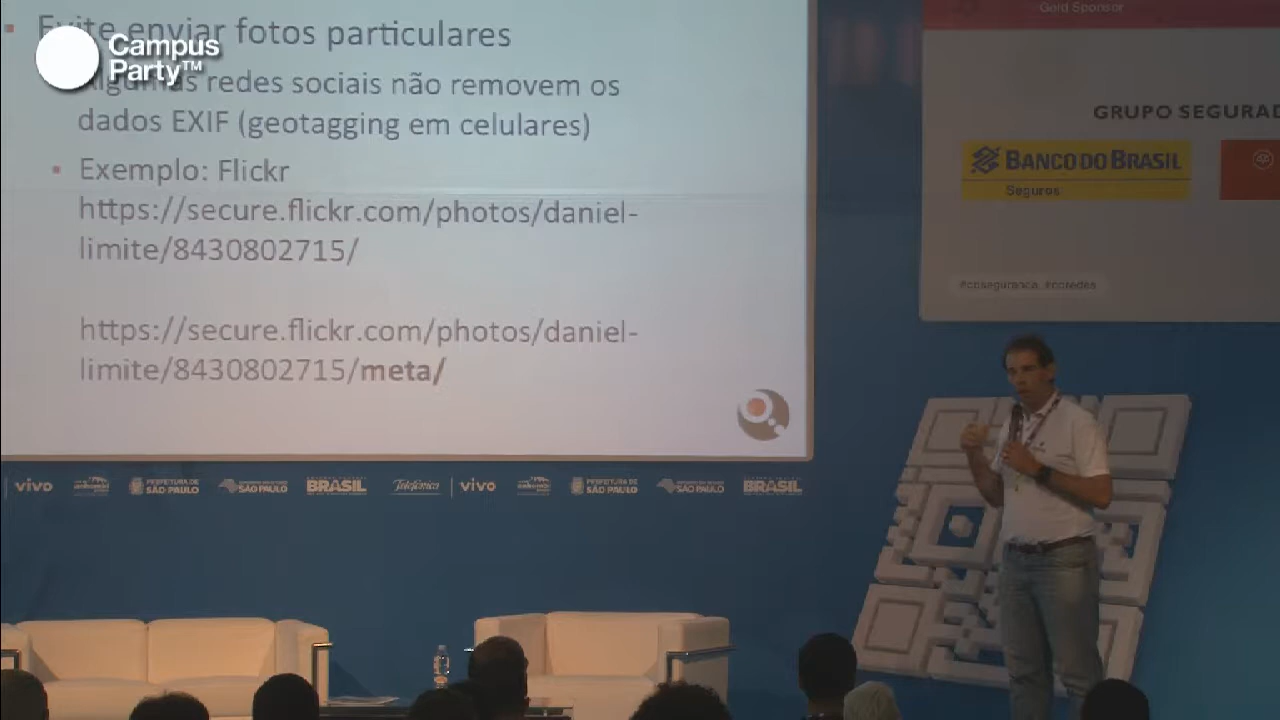 Evite enviar fotos particulares
Campus
Party™
Algumas redes sociais não removem os
dados EXIF (geotagging em celulares)
Exemplo: Flickr
https://secure.flickr.com/photos/daniel-
limite/8430802715/
https://secure.flickr.com/photos/daniel-
limite/8430802715/meta/
Gold Sponsor
GRUPO SEGURAD
BANCO DO BRASIL
Seguros
#cpseguranca, #cpredes
vivo
PREFEITURA DE
SÃO PAULO
SÃO PAULO
BRASIL
Telefónica
vivo
PREFEITURA DE
SÃO PAULO
SÃO PAULO
BRASIL